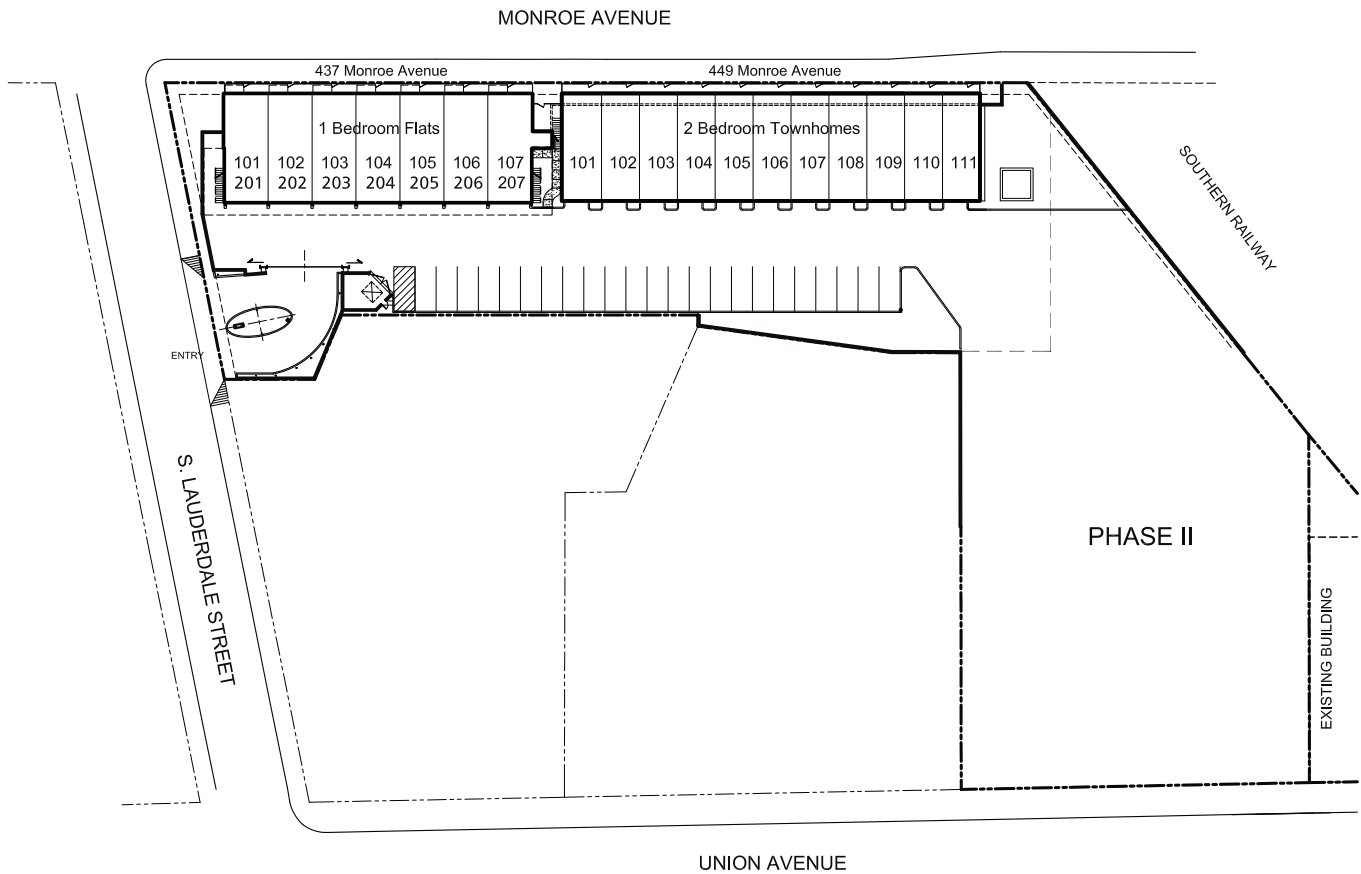 MONROE AVENUE
437 Monroe Avenue
449 Monroe Avenue
1 Bedroom Flats
2 Bedroom Townhomes
101 102 103 104 105 106 107
201 202 203 204 205 206 207
101 102 103 104 105 106 107 108 109 110 111
SOUTHERN RAILWAY
ENTRY
S. LAUDERDALE STREET
PHASE II
EXISTING BUILDING
UNION AVENUE